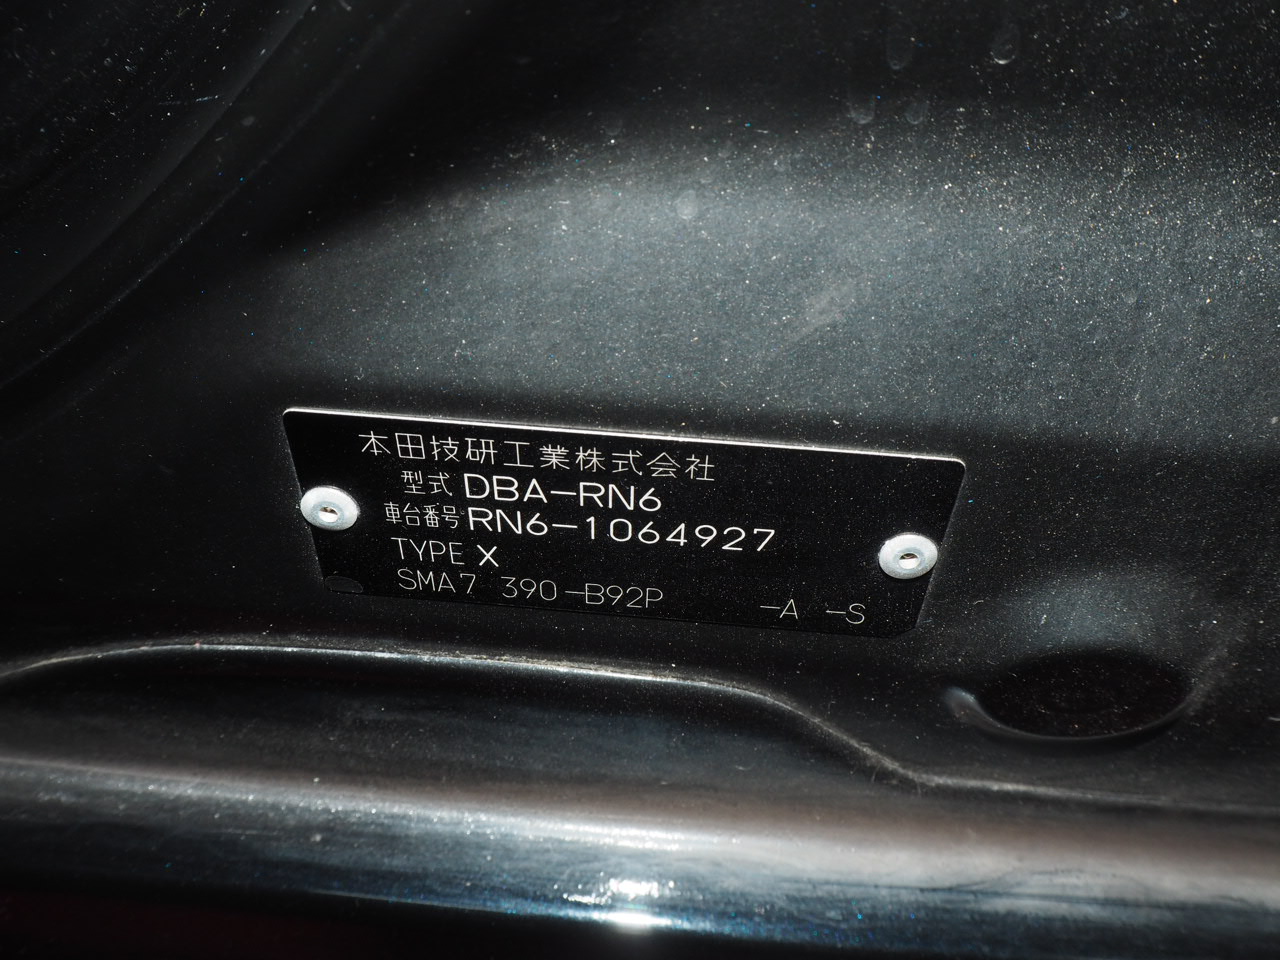 本田技研工業株式会社
型式 DBA-RN6
車台番号 RN6-1064927
TYPE X
SMA7 390-B92P -A -S